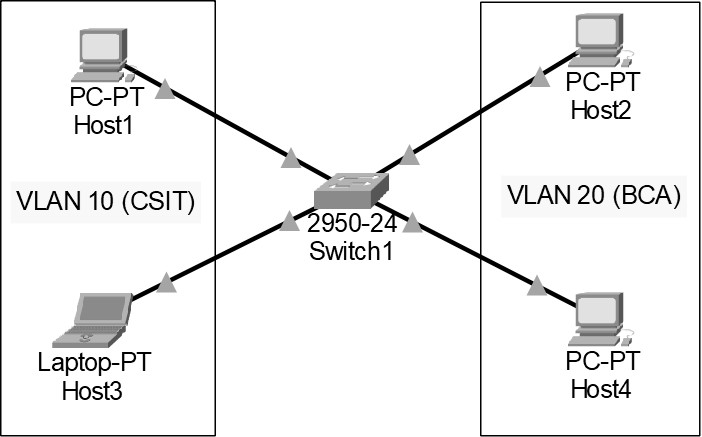 PC-PT
Host1
PC-PT
Host2
VLAN 10 (CSIT)
2950-24
Switch1
VLAN 20 (BCA)
Laptop-PT
Host3
PC-PT
Host4